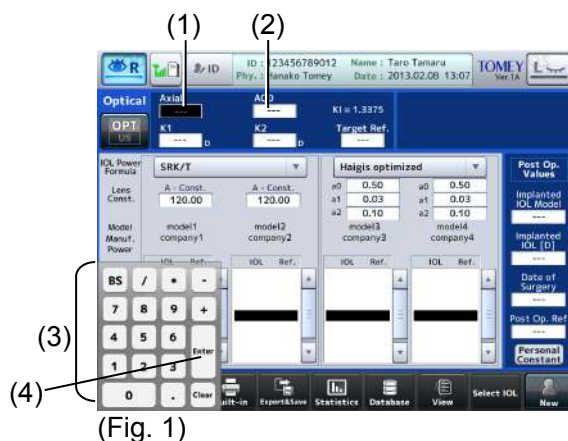 (1) (2)
R ID ID : 123456789012 Name : Taro Tamaru TOMEY L
Phy. : Hanako Tomey Date : 2013.02.08 13:07 Ver.1A
Optical Axial ACD
--- --- KI = 1.3375
OPT K1 K2 Target Ref.
US --- D --- D ---
IOL Power Formula SRK/T Haigis optimized Post Op. Values
Lens Const. A - Const. A - Const. a0 0.50 a0 0.50
120.00 120.00 a1 0.03 a1 0.03 Implanted IOL Model
a2 0.10 a2 0.10 ---
Model model1 model2 model3 model4
Manuf. company1 company2 company3 company4 Implanted IOL [D]
Power ---
IOL Ref. IOL Ref. IOL Ref. IOL Ref.
Date of Surgery
---
Post Op. Ref
---
Personal Constant
(3)
BS / * -
7 8 9 +
4 5 6 Enter
1 2 3
0 . Clear
(4)
uilt-in Export&Save Statistics Database View Select IOL New
(Fig. 1)